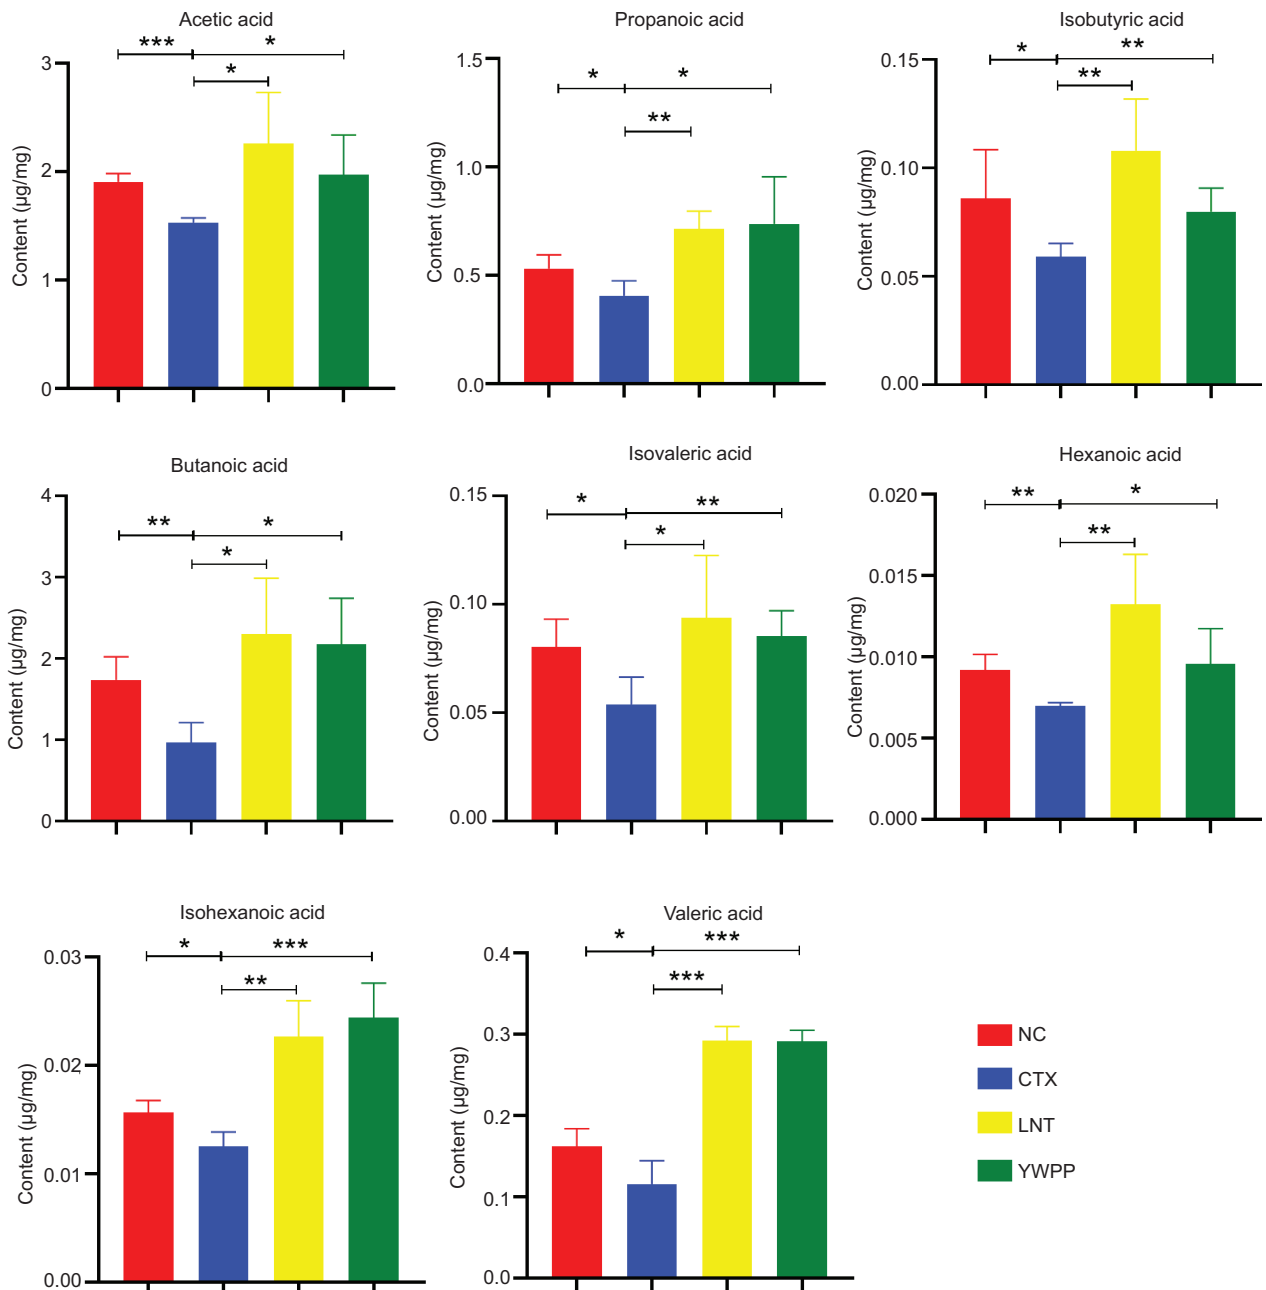 Acetic acid
*** *
*
3
2
1
0
Content (µg/mg)
Propanoic acid
* *
**
1.5
1.0
0.5
0.0
Content (µg/mg)
Isobutyric acid
* **
**
0.15
0.10
0.05
0.00
Content (µg/mg)
Butanoic acid
** *
*
4
3
2
1
0
Content (µg/mg)
Isovaleric acid
* **
*
0.15
0.10
0.05
0.00
Content (µg/mg)
Hexanoic acid
** *
**
0.020
0.015
0.010
0.005
0.000
Content (µg/mg)
Isohexanoic acid
* ***
**
0.03
0.02
0.01
0.00
Content (µg/mg)
Valeric acid
* ***
***
0.4
0.3
0.2
0.1
0.0
Content (µg/mg)
NC
CTX
LNT
YWPP